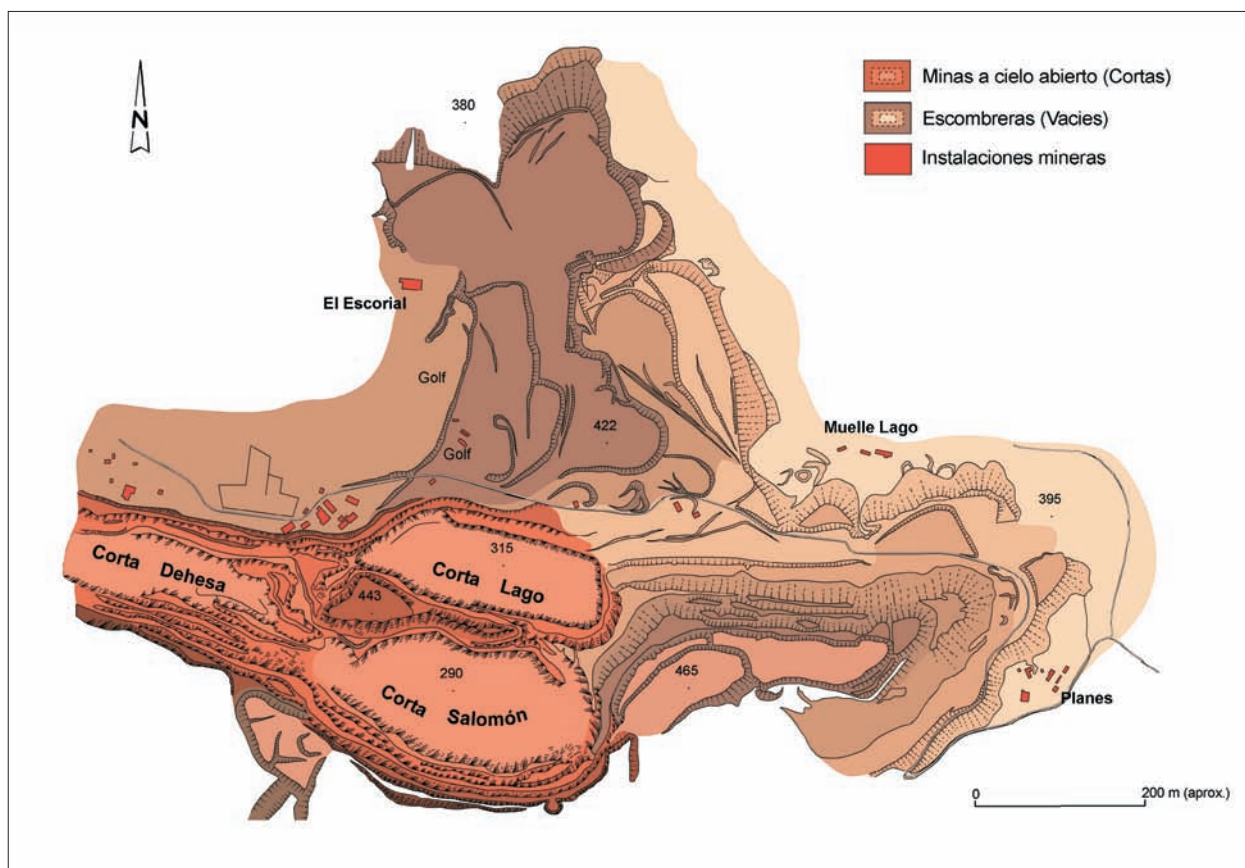 N
380
Minas a cielo abierto (Cortas)
Escombreras (Vacies)
Instalaciones mineras
El Escorial
Golf
422
Muelle Lago
Golf
395
315
Corta Dehesa
Corta Lago
443
290
465
Corta Salomón
Planes
0
200 m (aprox.)